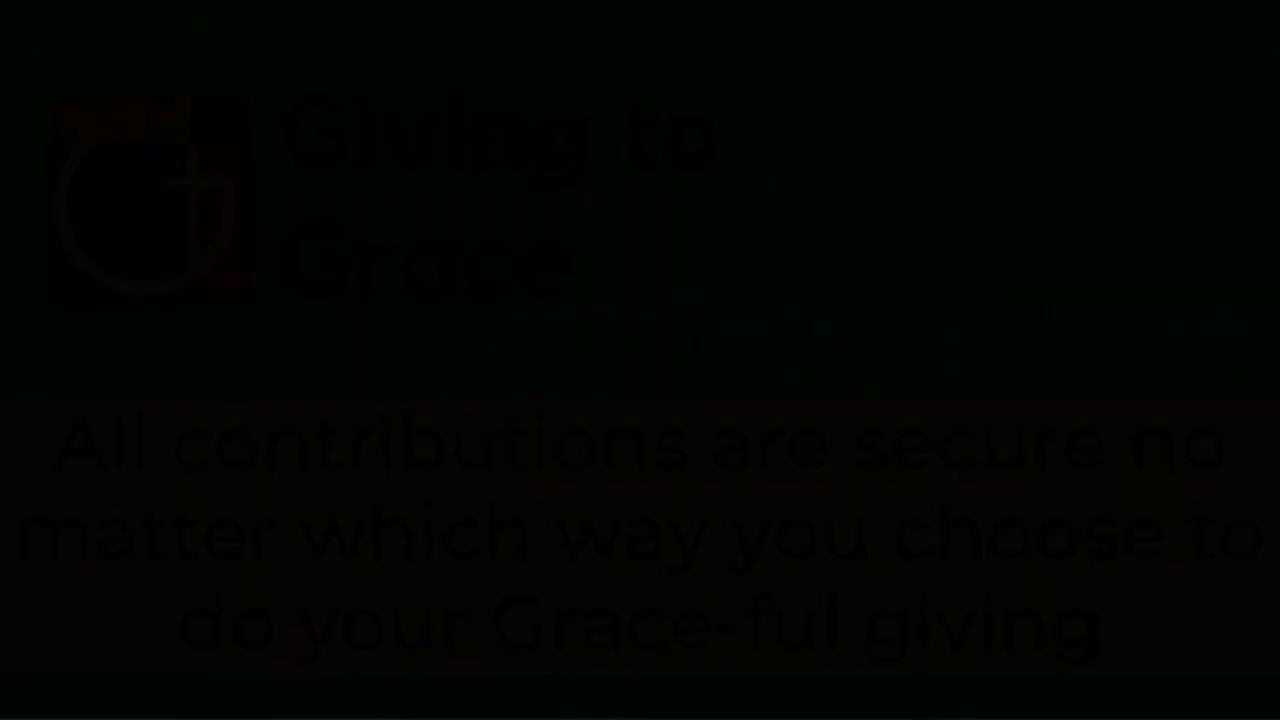 Giving to
Grace
All contributions are secure no
matter which way you choose to
do your Grace-ful giving